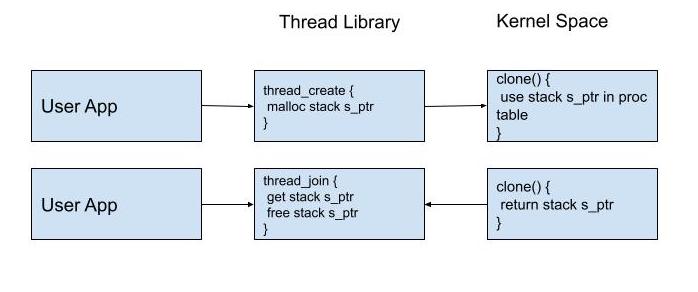 Thread Library
Kernel Space
User App
thread_create {
malloc stack s_ptr
}
clone() {
use stack s_ptr in proc
table
}
User App
thread_join {
get stack s_ptr
free stack s_ptr
}
clone() {
return stack s_ptr
}